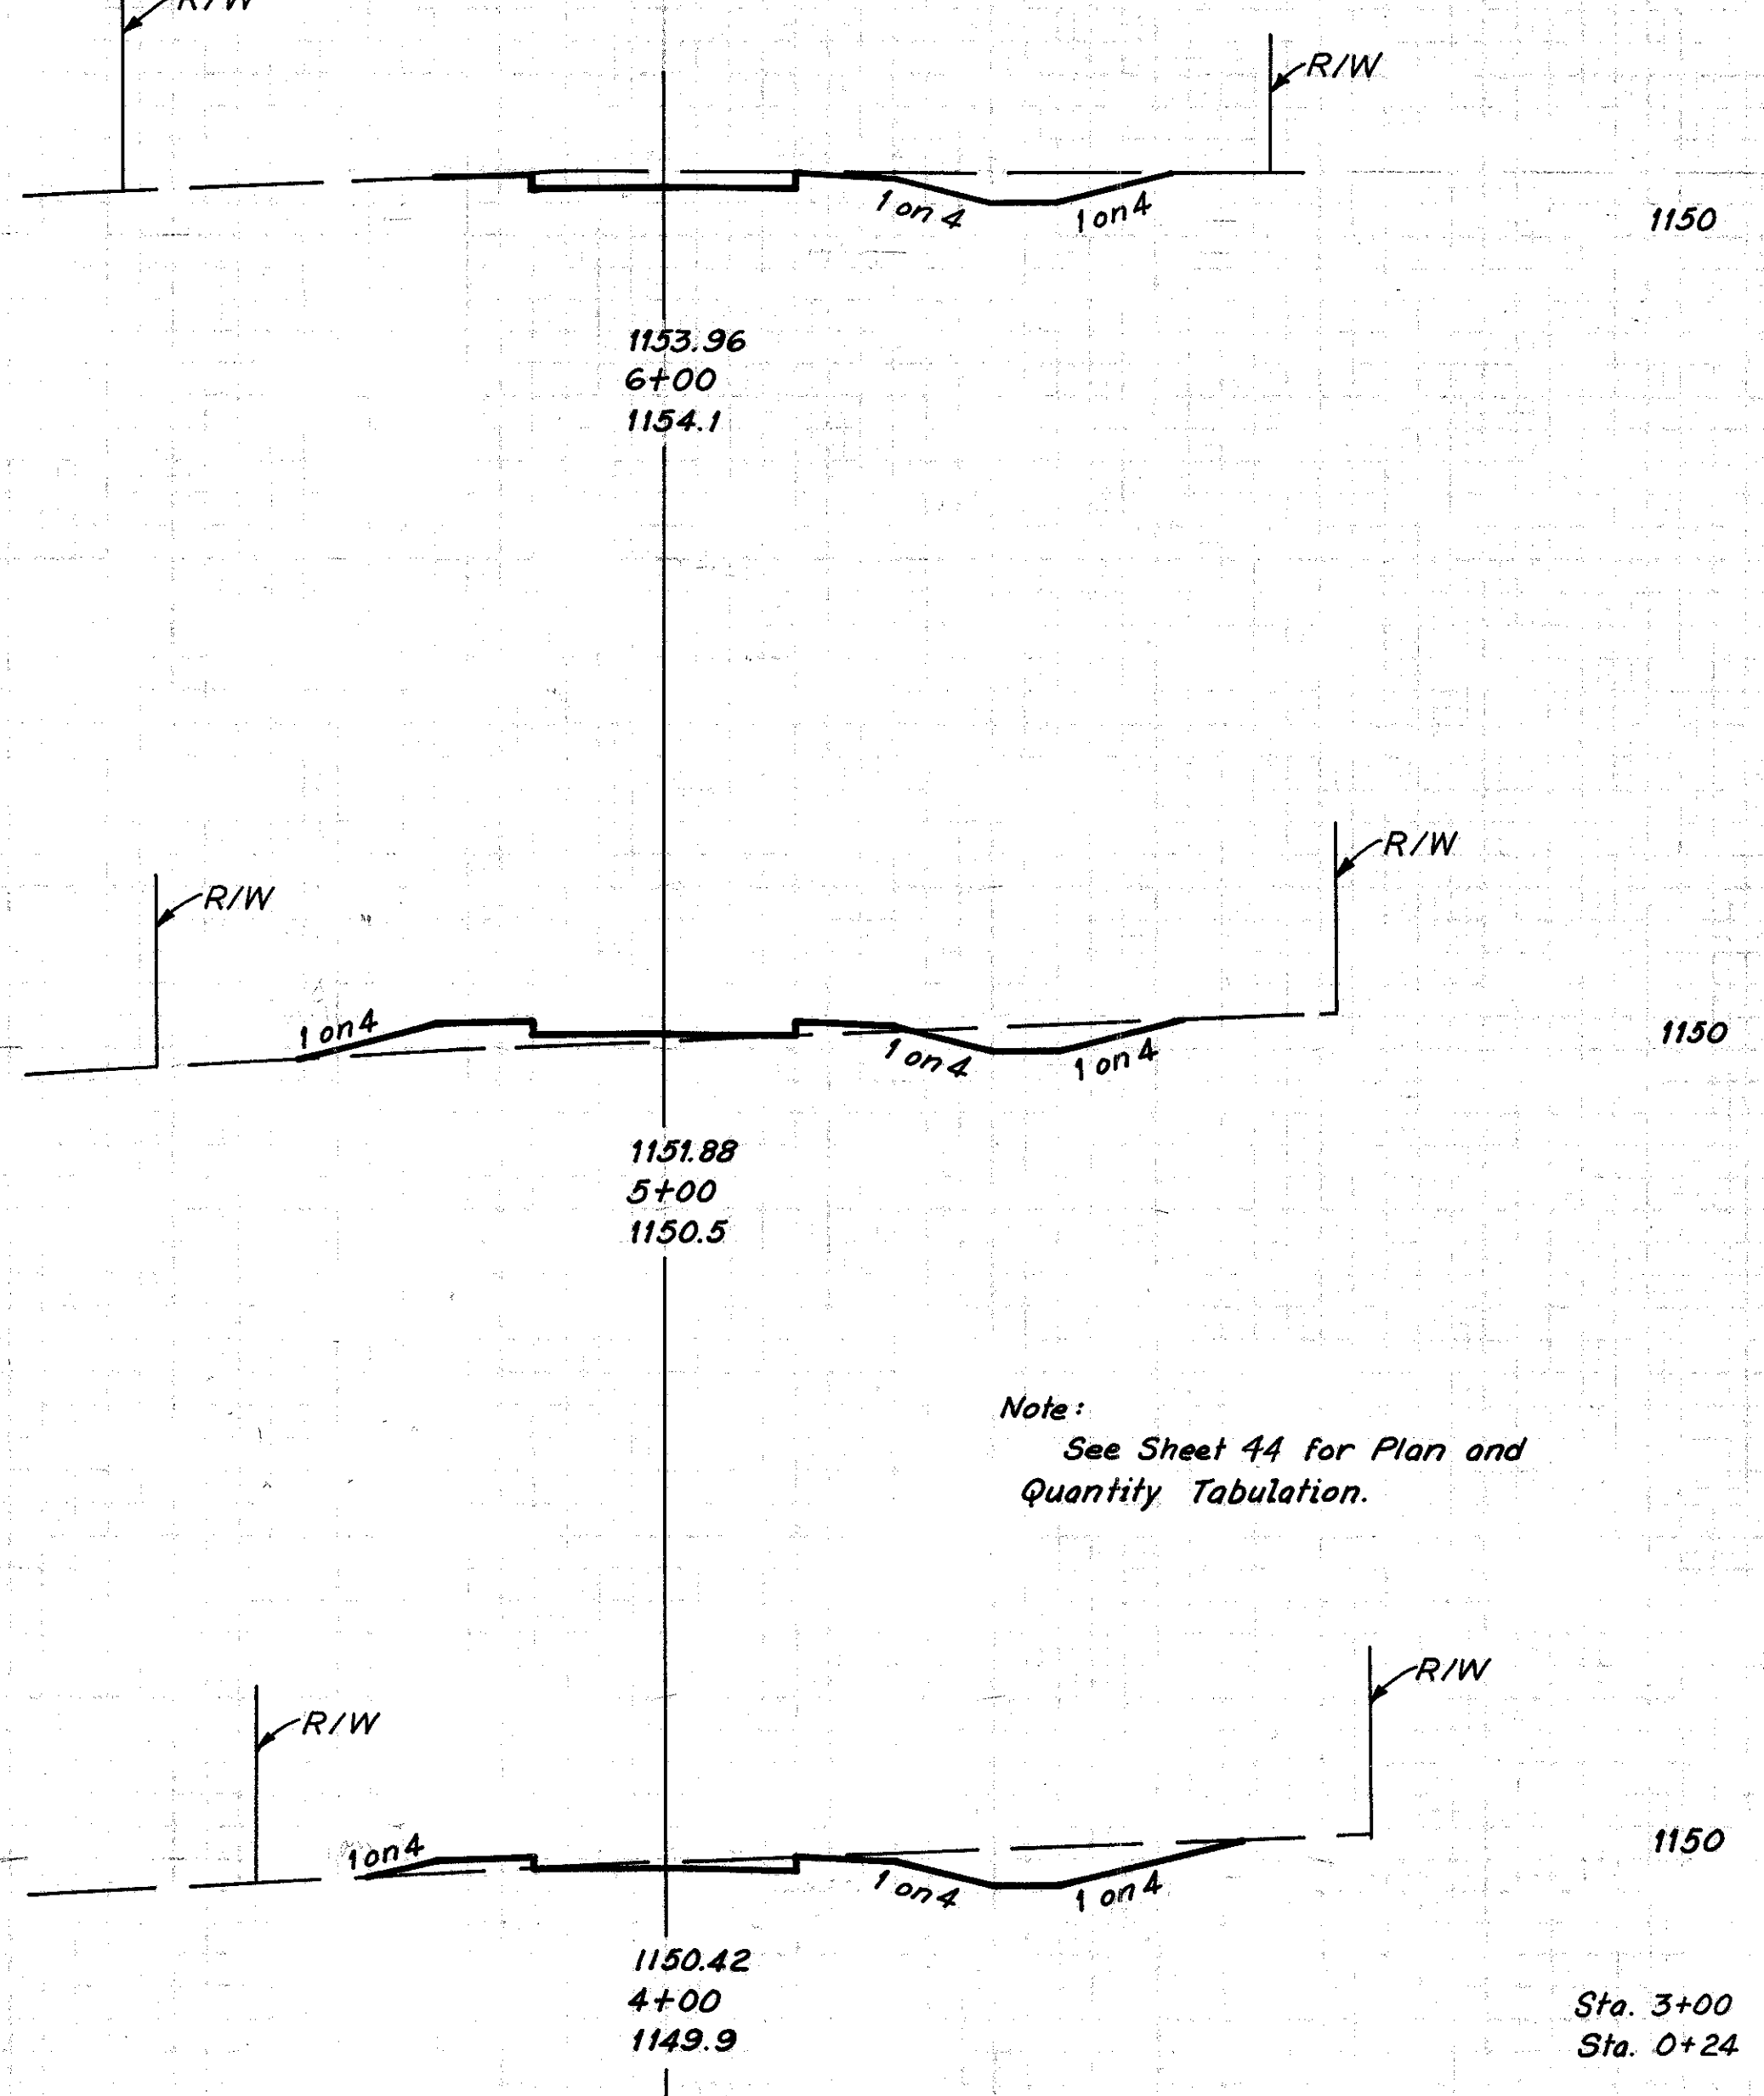 R/W
R/W
1 on 4
1 on 4
1150
1153.96
6+00
1154.1
R/W
R/W
1 on 4
1 on 4
1 on 4
1150
1151.88
5+00
1150.5
Note:
See Sheet 44 for Plan and
Quantity Tabulation.
R/W
R/W
1 on 4
1 on 4
1 on 4
1150
1150.42
4+00
1149.9
Sta. 3+00
Sta. 0+24